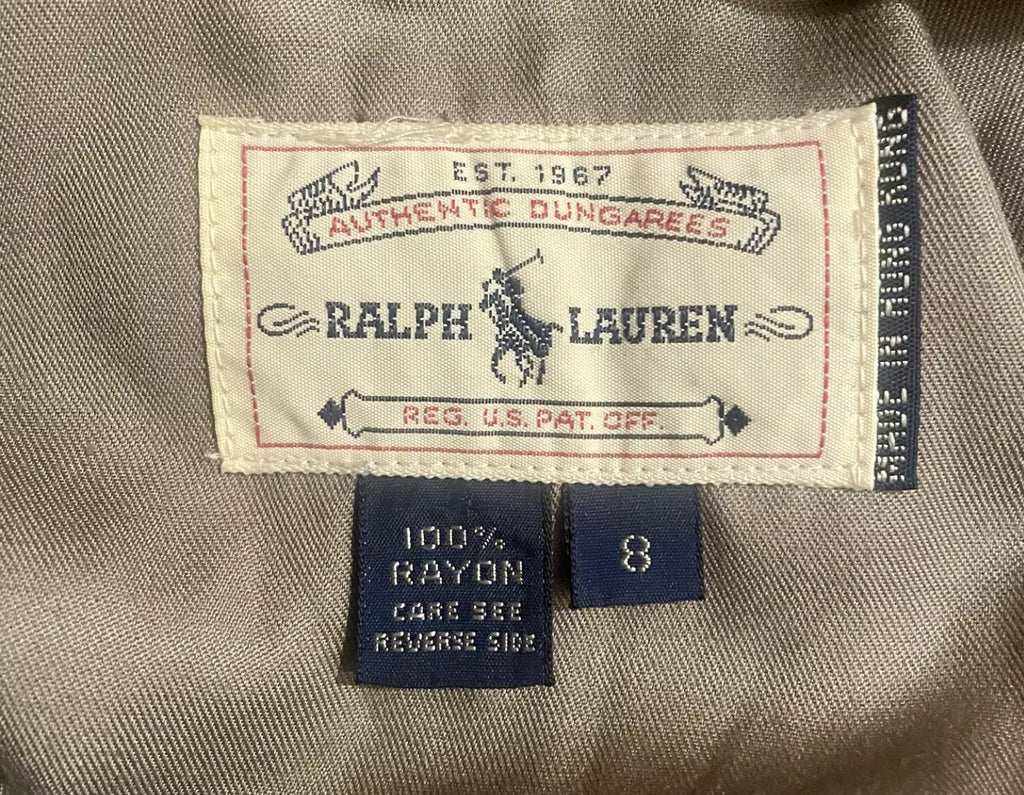 EST. 1967
AUTHENTIC DUNGAREES
RALPH LAUREN
REG. U.S. PAT. OFF.
MADE IN HONG KONG
100%
RAYON
CARE SEE
REVERSE SIDE
8